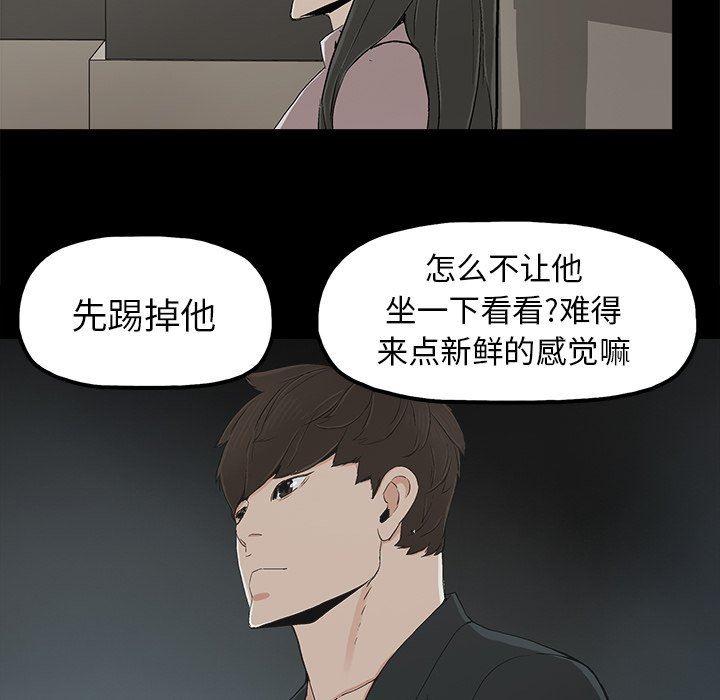 先踢掉他
怎么不让他
坐一下看看?难得
来点新鲜的感觉嘛